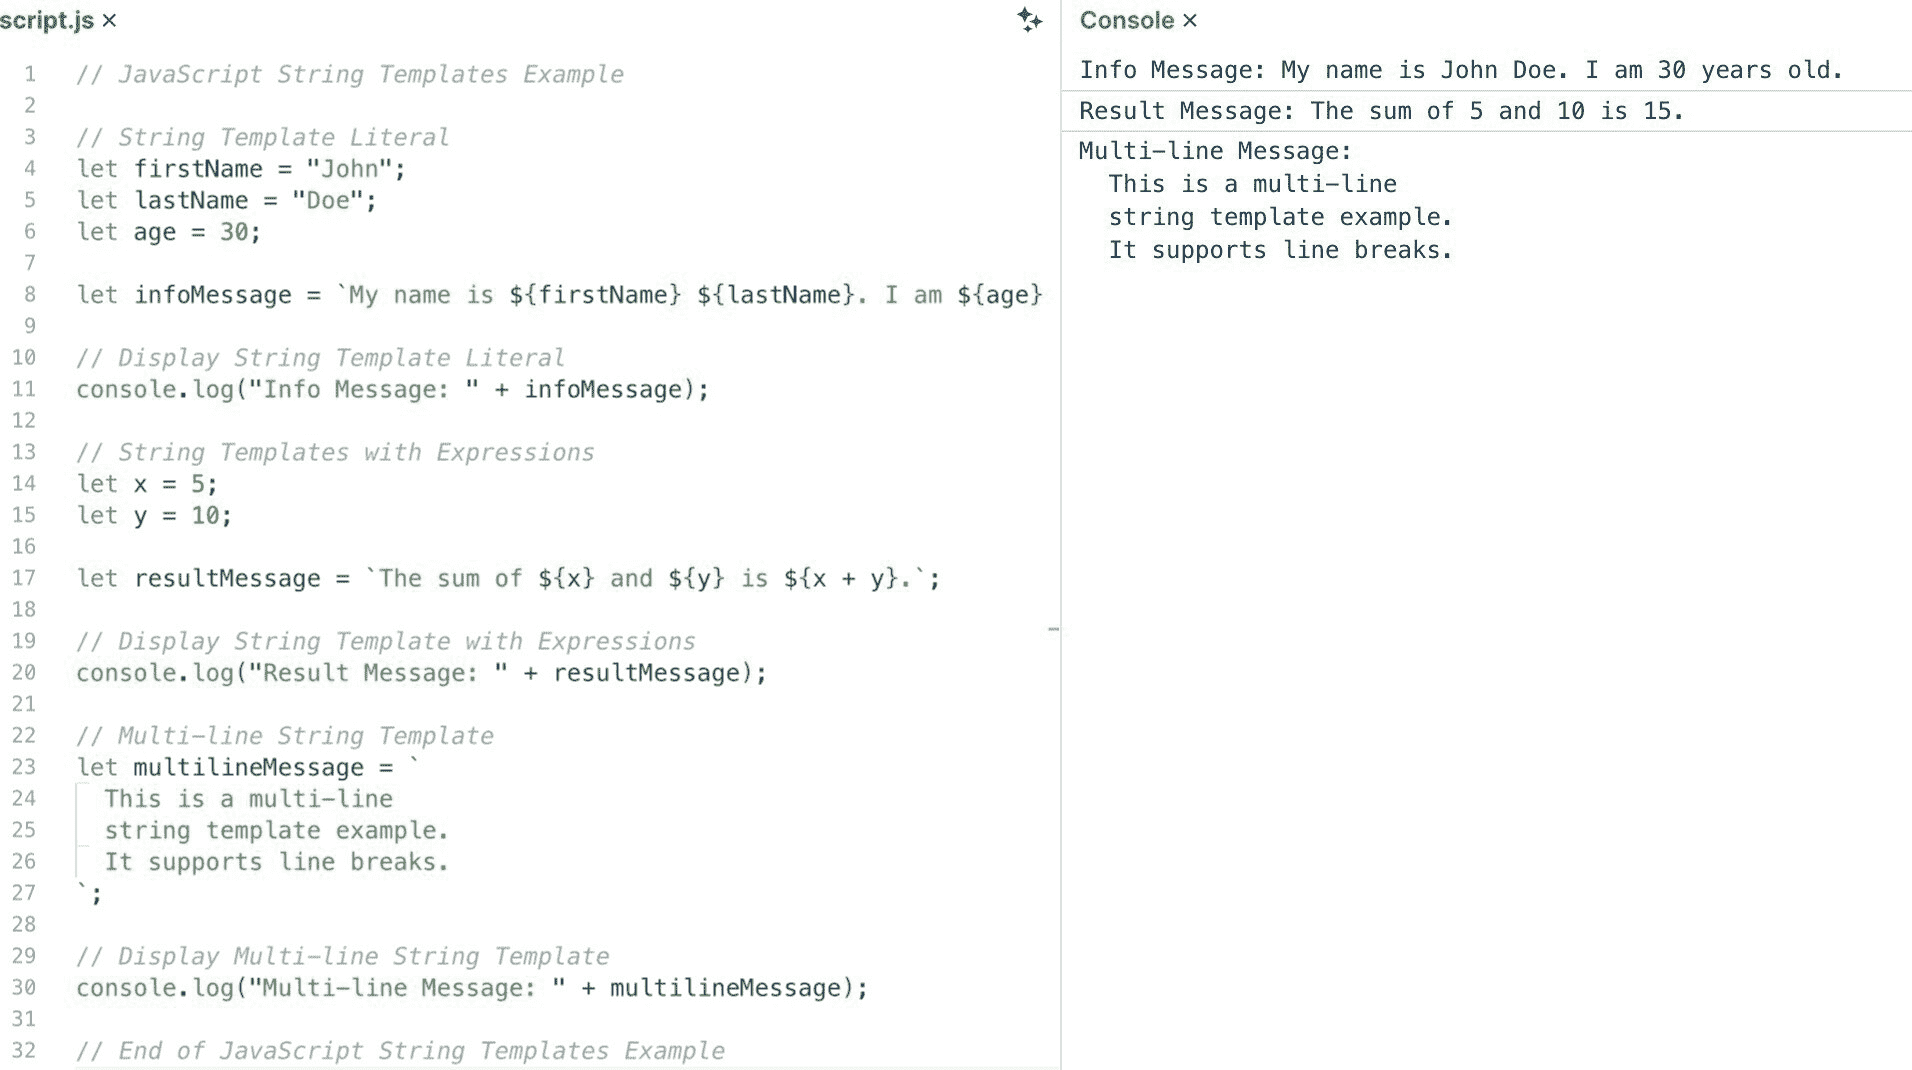 script.js ×
1 // JavaScript String Templates Example
2
3 // String Template Literal
4 let firstName = "John";
5 let lastName = "Doe";
6 let age = 30;
7
8 let infoMessage = `My name is ${firstName} ${lastName}. I am ${age}
9
10 // Display String Template Literal
11 console.log("Info Message: " + infoMessage);
12
13 // String Templates with Expressions
14 let x = 5;
15 let y = 10;
16
17 let resultMessage = `The sum of ${x} and ${y} is ${x + y}.`;
18
19 // Display String Template with Expressions
20 console.log("Result Message: " + resultMessage);
21
22 // Multi-line String Template
23 let multilineMessage = `
24   This is a multi-line
25   string template example.
26   It supports line breaks.
27 `;
28
29 // Display Multi-line String Template
30 console.log("Multi-line Message: " + multilineMessage);
31
32 // End of JavaScript String Templates Example
Console ×
Info Message: My name is John Doe. I am 30 years old.
Result Message: The sum of 5 and 10 is 15.
Multi-line Message:
  This is a multi-line
  string template example.
  It supports line breaks.